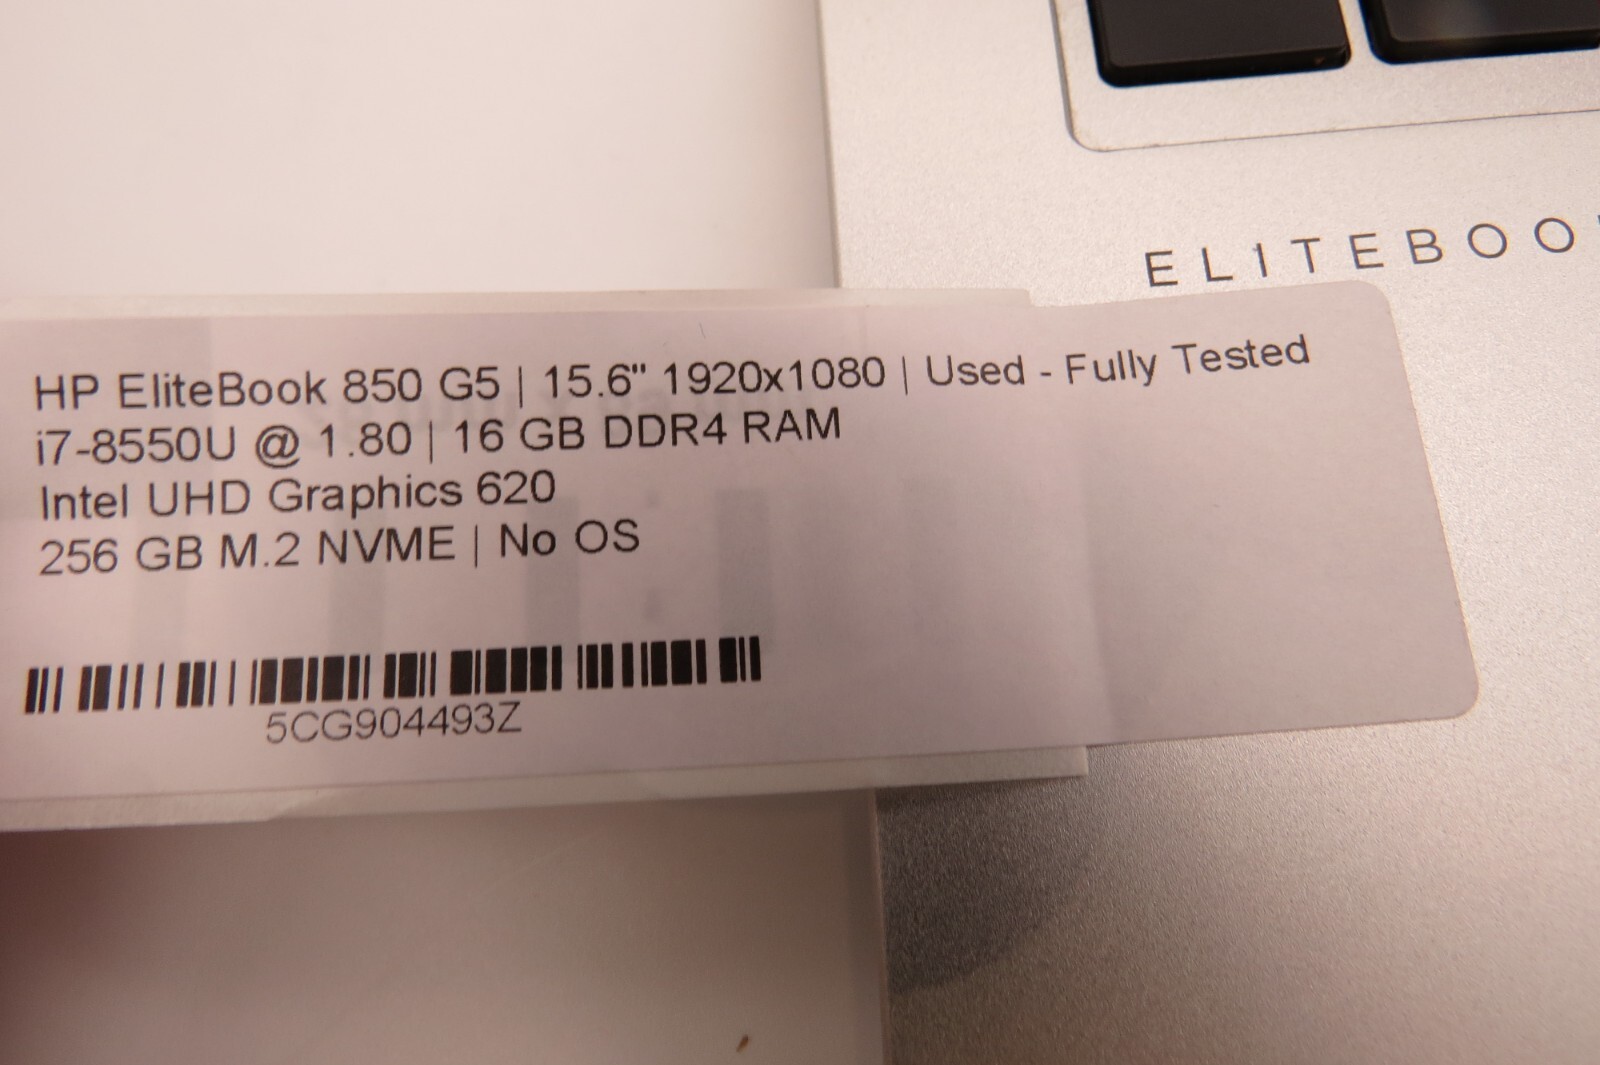 ELITEBOO
HP EliteBook 850 G5 | 15.6" 1920x1080 | Used - Fully Tested
i7-8550U @ 1.80 | 16 GB DDR4 RAM
Intel UHD Graphics 620
256 GB M.2 NVME | No OS
5CG904493Z